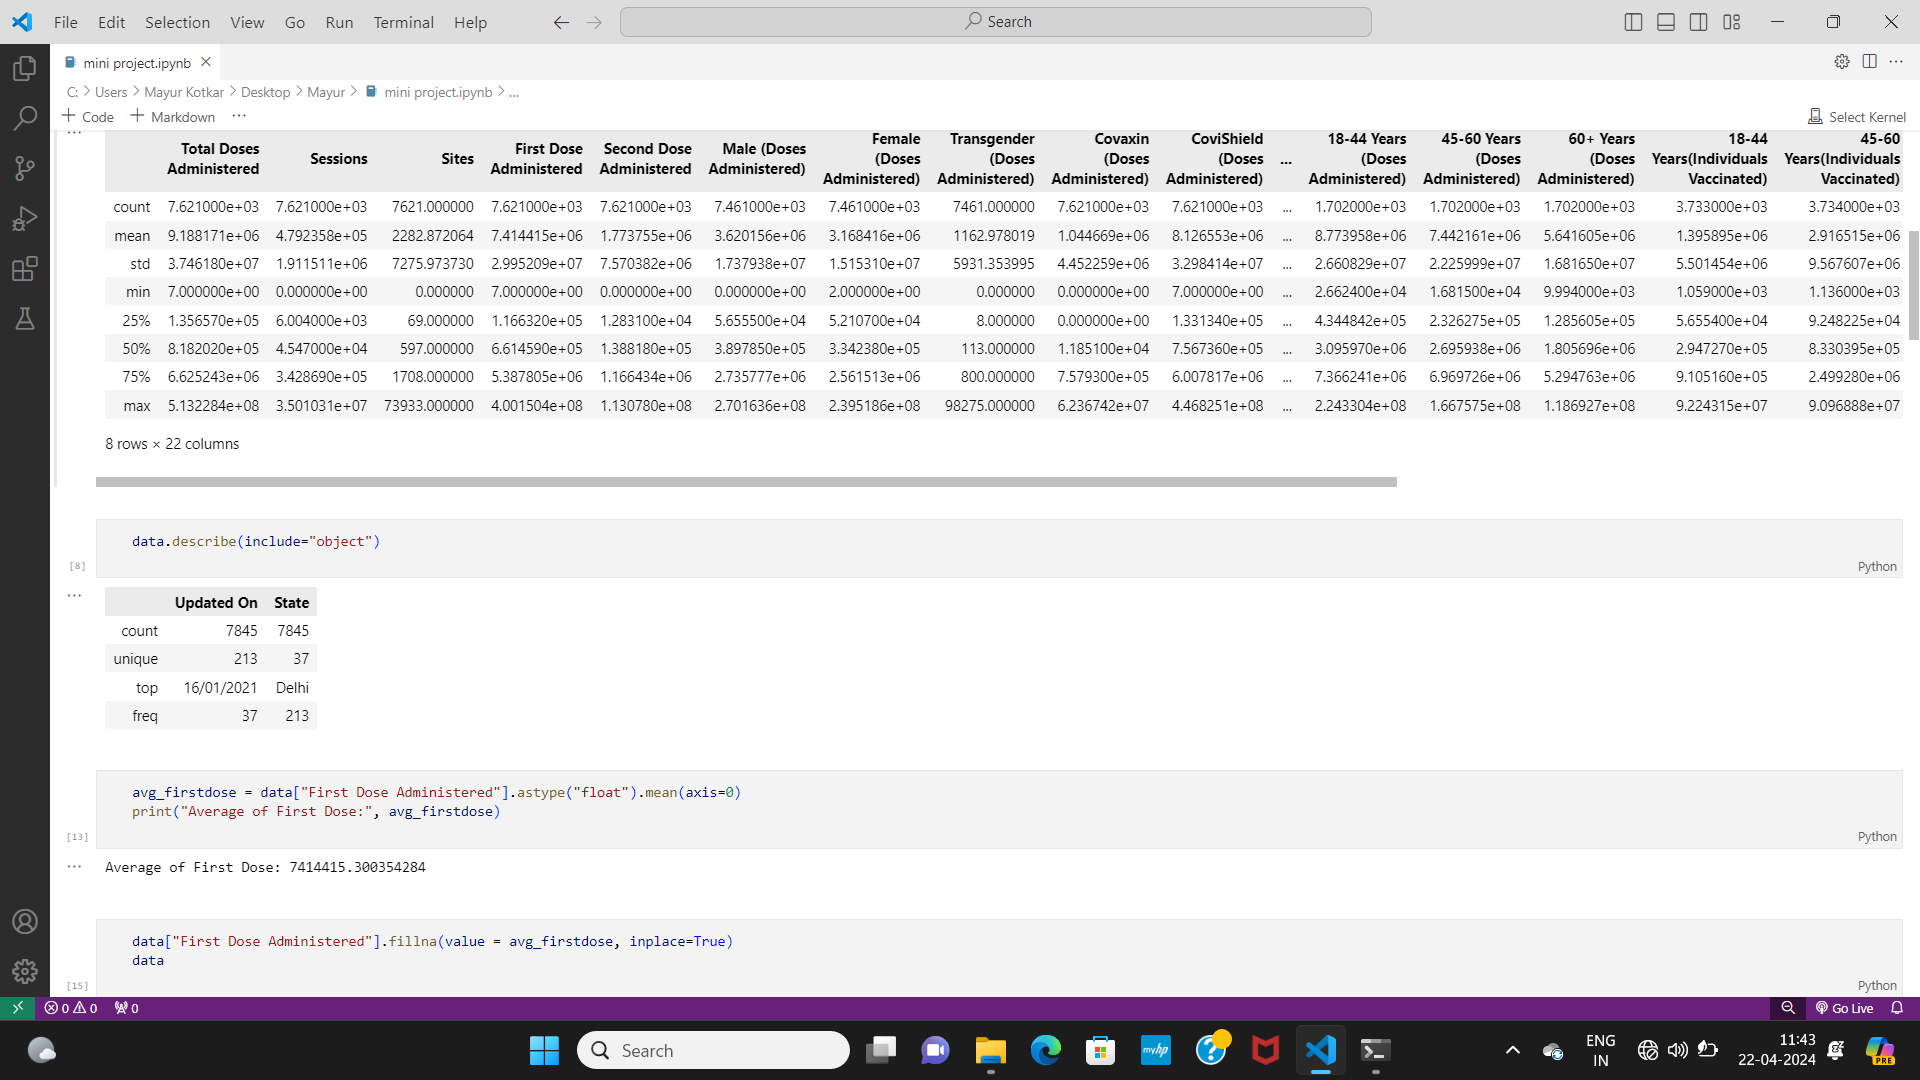 File Edit Selection View Go Run Terminal Help Search
mini project.ipynb
C: > Users > Mayur Kotkar > Desktop > Mayur > mini project.ipynb > ...
+ Code + Markdown ... Select Kernel
Total Doses Administered Sessions Sites First Dose Administered Second Dose Administered Male (Doses Administered) Female (Doses Administered) Transgender (Doses Administered) Covaxin (Doses Administered) CoviShield (Doses Administered) ... 18-44 Years (Doses Administered) 45-60 Years (Doses Administered) 60+ Years (Doses Administered) 18-44 Years(Individuals Vaccinated) 45-60 Years(Individuals Vaccinated)
count 7.621000e+03 7.621000e+03 7621.000000 7.621000e+03 7.621000e+03 7.461000e+03 7.461000e+03 7461.000000 7.621000e+03 7.621000e+03 ... 1.702000e+03 1.702000e+03 1.702000e+03 3.733000e+03 3.734000e+03
mean 9.188171e+06 4.792358e+05 2282.872064 7.414415e+06 1.773755e+06 3.620156e+06 3.168416e+06 1162.978019 1.044669e+06 8.126553e+06 ... 8.773958e+06 7.442161e+06 5.641605e+06 1.395895e+06 2.916515e+06
std 3.746180e+07 1.911511e+06 7275.973730 2.995209e+07 7.570382e+06 1.737938e+07 1.515310e+07 5931.353995 4.452259e+06 3.298414e+07 ... 2.660829e+07 2.225999e+07 1.681650e+07 5.501454e+06 9.567607e+06
min 7.000000e+00 0.000000e+00 0.000000 7.000000e+00 0.000000e+00 0.000000e+00 2.000000e+00 0.000000 0.000000e+00 7.000000e+00 ... 2.662400e+04 1.681500e+04 9.994000e+03 1.059000e+03 1.136000e+03
25% 1.356570e+05 6.004000e+03 69.000000 1.166320e+05 1.283100e+04 5.655500e+04 5.210700e+04 8.000000 0.000000e+00 1.331340e+05 ... 4.344842e+05 2.326275e+05 1.285605e+05 5.655400e+04 9.248225e+04
50% 8.182020e+05 4.547000e+04 597.000000 6.614590e+05 1.388180e+05 3.897850e+05 3.342380e+05 113.000000 1.185100e+04 7.567360e+05 ... 3.095970e+06 2.695938e+06 1.805696e+06 2.947270e+05 8.330395e+05
75% 6.625243e+06 3.428690e+05 1708.000000 5.387805e+06 1.166434e+06 2.735777e+06 2.561513e+06 800.000000 7.579300e+05 6.007817e+06 ... 7.366241e+06 6.969726e+06 5.294763e+06 9.105160e+05 2.499280e+06
max 5.132284e+08 3.501031e+07 73933.000000 4.001504e+08 1.130780e+08 2.701636e+08 2.395186e+08 98275.000000 6.236742e+07 4.468251e+08 ... 2.243304e+08 1.667575e+08 1.186927e+08 9.224315e+07 9.096888e+07
8 rows × 22 columns
data.describe(include="object")
[8] Python
Updated On State
count 7845 7845
unique 213 37
top 16/01/2021 Delhi
freq 37 213
avg_firstdose = data["First Dose Administered"].astype("float").mean(axis=0)
print("Average of First Dose:", avg_firstdose)
[13] Python
Average of First Dose: 7414415.300354284
data["First Dose Administered"].fillna(value = avg_firstdose, inplace=True)
data
[15] Python
0 0 0 Go Live
Search myhp ENG 11:43 PRE
IN 22-04-2024